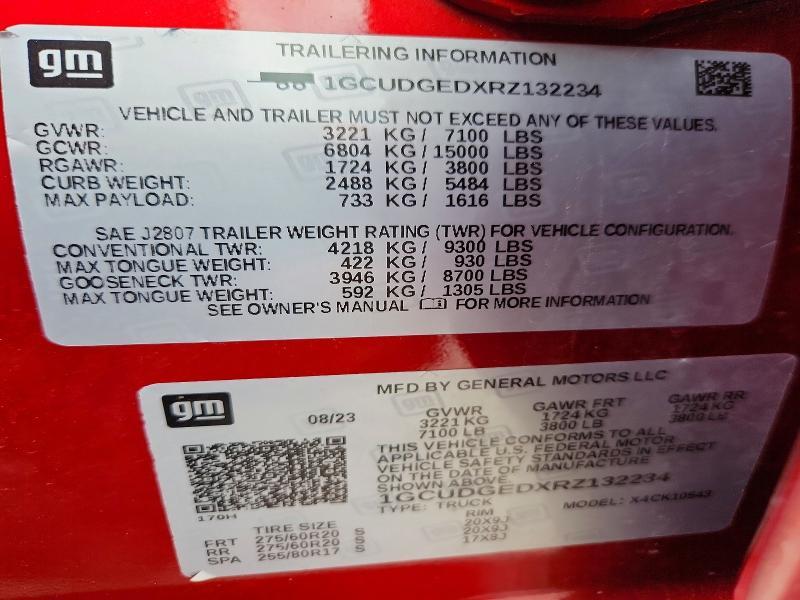 gm
TRAILERING INFORMATION
1GCUDGEDXRZ132234
VEHICLE AND TRAILER MUST NOT EXCEED ANY OF THESE VALUES.
GVWR: 3221 KG / 7100 LBS
GCWR: 6804 KG / 15000 LBS
RGAWR: 1724 KG / 3800 LBS
CURB WEIGHT: 2488 KG / 5484 LBS
MAX PAYLOAD: 733 KG / 1616 LBS
SAE J2807 TRAILER WEIGHT RATING (TWR) FOR VEHICLE CONFIGURATION.
CONVENTIONAL TWR: 4218 KG / 9300 LBS
MAX TONGUE WEIGHT: 422 KG / 930 LBS
GOOSENECK TWR: 3946 KG / 8700 LBS
MAX TONGUE WEIGHT: 592 KG / 1305 LBS
SEE OWNER'S MANUAL FOR MORE INFORMATION
gm
MFD BY GENERAL MOTORS LLC
08/23
GVWR GAWR FRT GAWR RR
3221 KG 1724 KG 1724 KG
7100 LB 3800 LB 3800 LB
THIS VEHICLE CONFORMS TO ALL
APPLICABLE U.S. FEDERAL MOTOR
VEHICLE SAFETY STANDARDS IN EFFECT
ON THE DATE OF MANUFACTURE
SHOWN ABOVE.
1GCUDGEDXRZ132234
TYPE: TRUCK MODEL: X4CK10543
170H
TIRE SIZE RIM
FRT 275/60R20 S 20X9J
RR 275/60R20 S 20X9J
SPA 255/80R17 S 17X8J